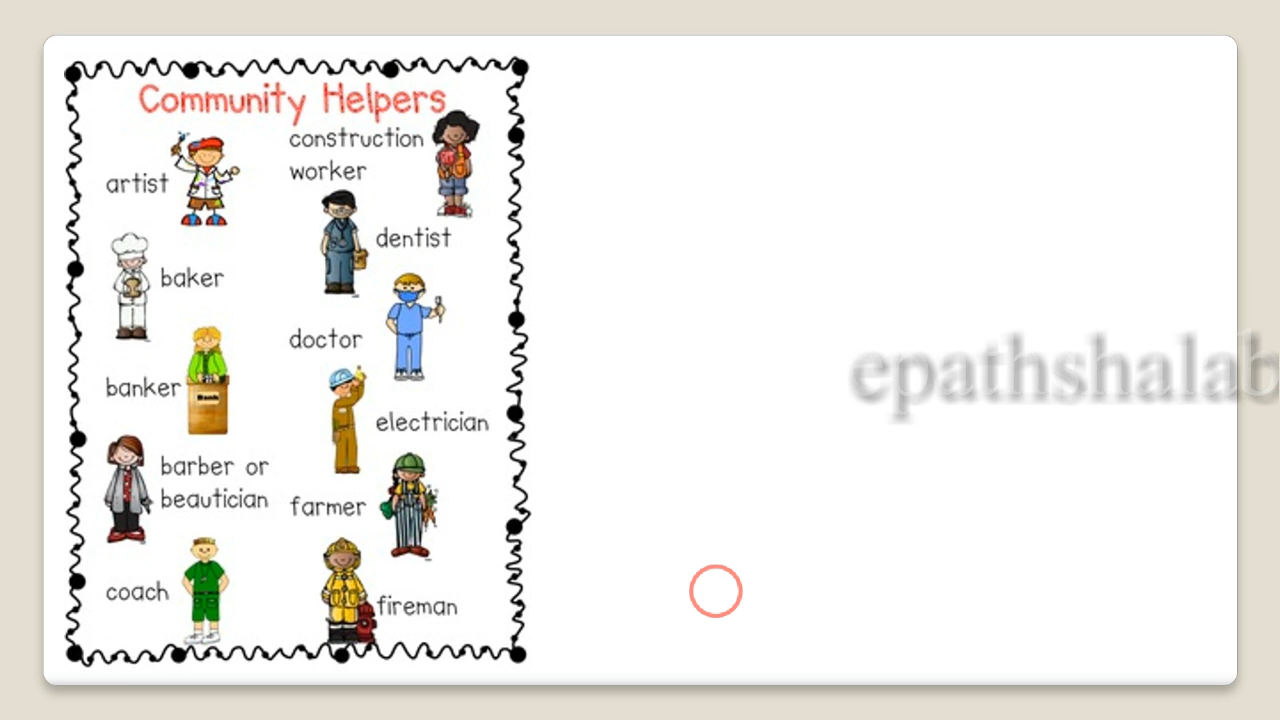 Community Helpers
artist
baker
banker
Bank
barber or
beautician
coach
construction
worker
dentist
doctor
electrician
farmer
fireman
epathshalab